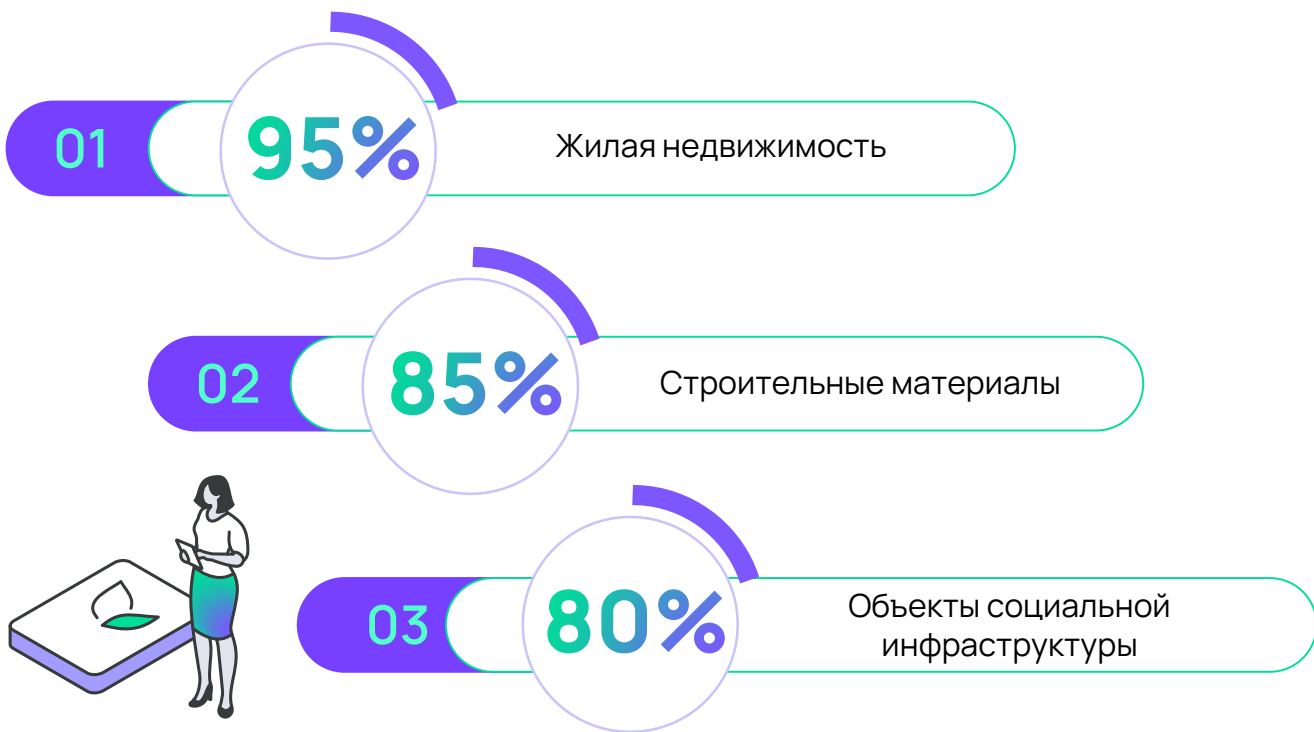 01
95%
Жилая недвижимость
02
85%
Строительные материалы
03
80%
Объекты социальной
инфраструктуры